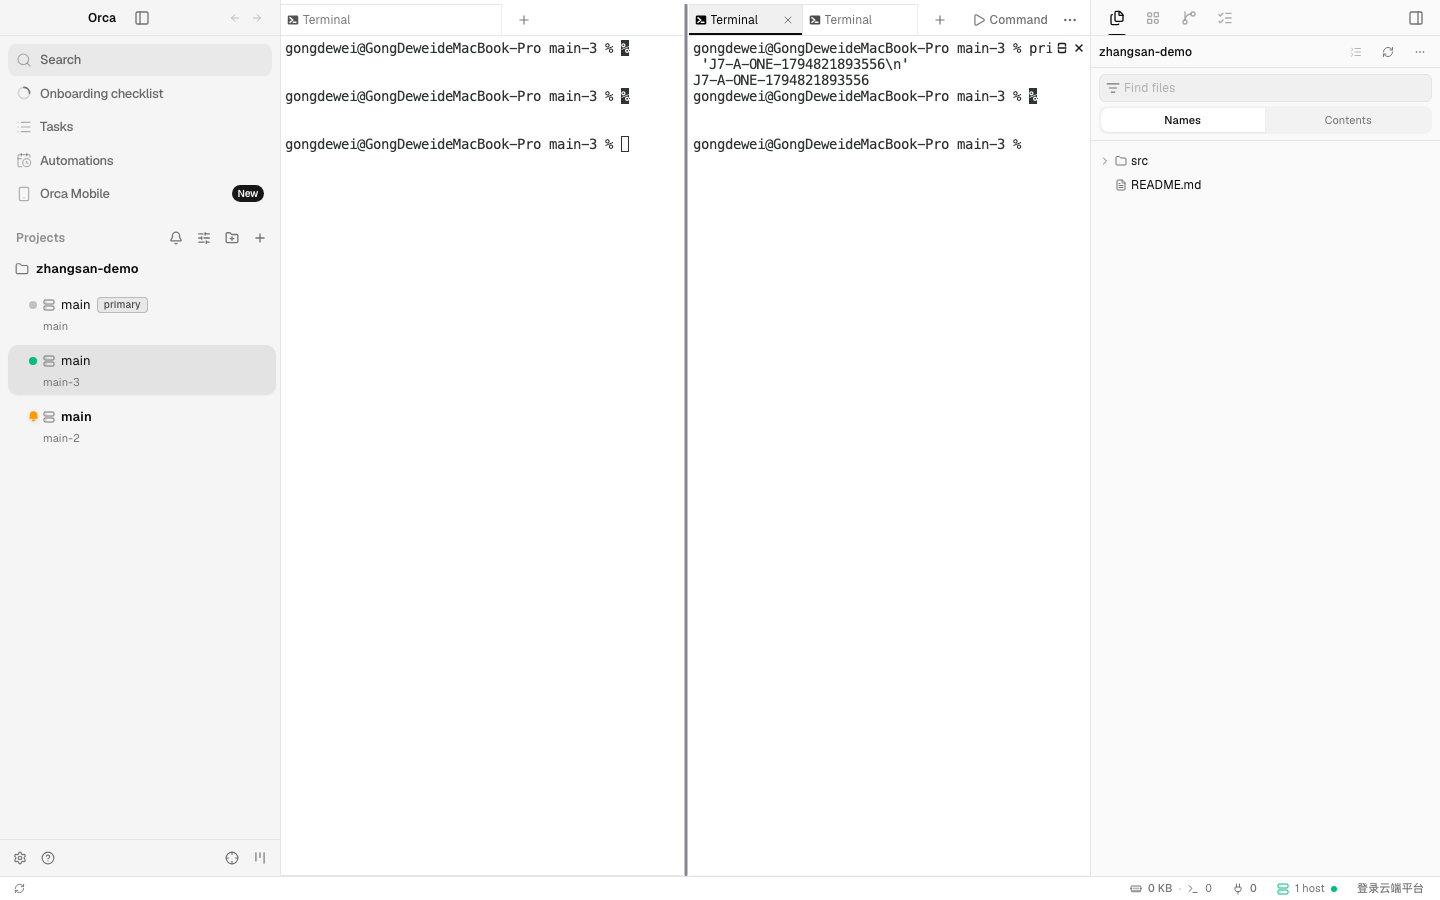 Orca
Search
Onboarding checklist
Tasks
Automations
Orca Mobile New
Projects
zhangsan-demo
main primary
main
main
main-3
main
main-2
Terminal
gongdewei@GongDeweideMacBook-Pro main-3 % %
gongdewei@GongDeweideMacBook-Pro main-3 % %
gongdewei@GongDeweideMacBook-Pro main-3 %
Terminal
Terminal
Command
gongdewei@GongDeweideMacBook-Pro main-3 % pri
'J7-A-ONE-1794821893556\n'
J7-A-ONE-1794821893556
gongdewei@GongDeweideMacBook-Pro main-3 % %
gongdewei@GongDeweideMacBook-Pro main-3 %
zhangsan-demo
Find files
Names
Contents
src
README.md
0 KB · 0
0
1 host
登录云端平台